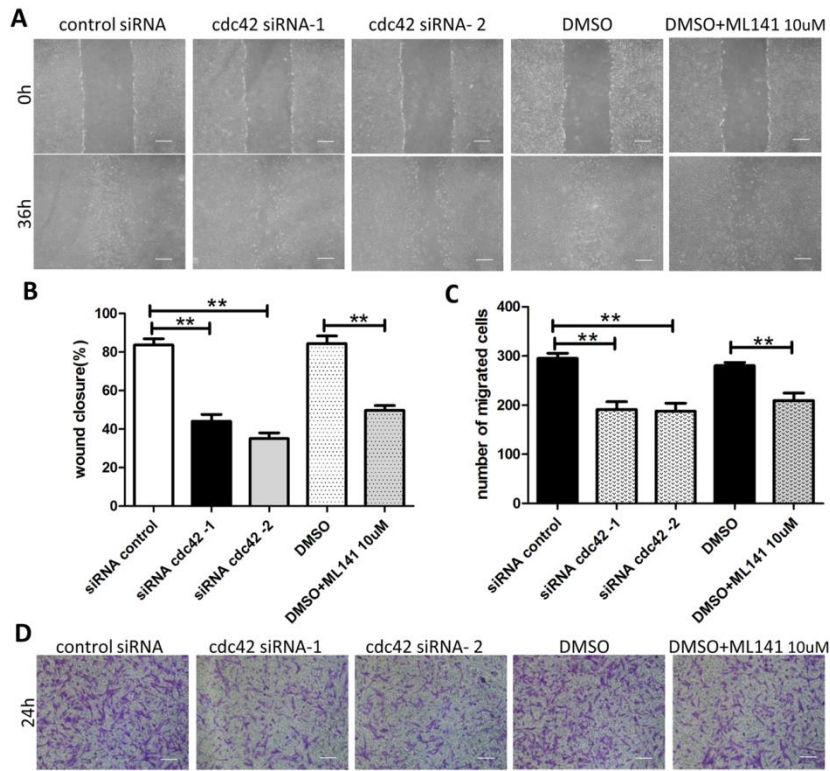 A
control siRNA cdc42 siRNA-1 cdc42 siRNA- 2 DMSO DMSO+ML141 10uM
0h
36h
B
wound closure(%)
100
80
60
40
20
0
** ** **
siRNA control siRNA cdc42 -1 siRNA cdc42 -2 DMSO DMSO+ML141 10uM
C
number of migrated cells
400
300
200
100
0
** ** **
siRNA control siRNA cdc42 -1 siRNA cdc42 -2 DMSO DMSO+ML141 10uM
D
control siRNA cdc42 siRNA-1 cdc42 siRNA- 2 DMSO DMSO+ML141 10uM
24h